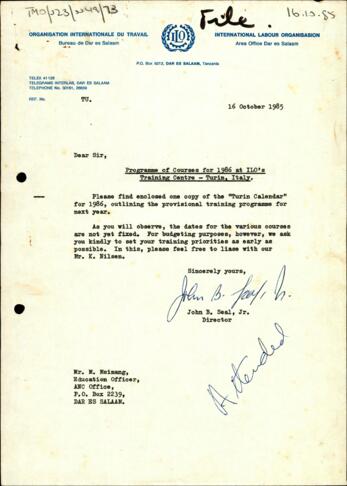 TMO/023/0049/73
File.
16.10.85
ORGANISATION INTERNATIONALE DU TRAVAIL
Bureau de Dar es Salaam
ILO
INTERNATIONAL LABOUR ORGANISATION
Area Office Dar es Salaam
P.O. Box 9212, DAR ES SALAAM, Tanzania
TELEX 41126
TELEGRAMS INTERLAB, DAR ES SALAAM
REF. No. TU.
16 October 1985
Dear Sir,
Programme of Courses for 1986 at ILO's
Training Centre - Turin, Italy.
Please find enclosed one copy of the "Turin Calendar"
for 1986, outlining the provisional training programme for
next year.
As you will observe, the dates for the various courses
are not yet fixed. For budgeting purposes, however, we ask
you kindly to set your training priorities as early as
possible. In this, please feel free to liase with our
Mr. K. Nilsen.
Sincerely yours,
John B. Seal, Jr.
John B. Seal, Jr.
Director
Attended
Mr. M. Msimang,
Education Officer,
ANC Office,
P.O. Box 2239,
DAR ES SALAAM.